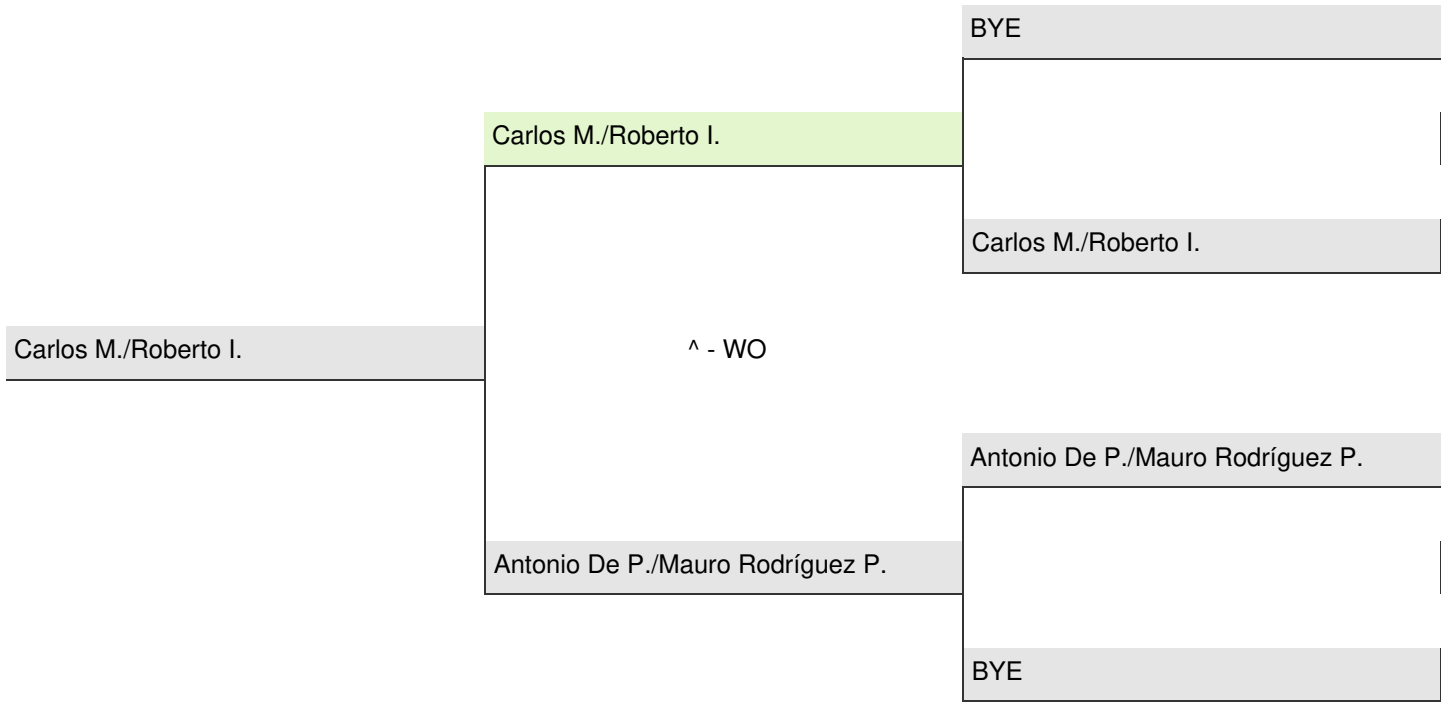 BYE
Carlos M./Roberto I.
Carlos M./Roberto I.
Carlos M./Roberto I.
^ - WO
Antonio De P./Mauro Rodríguez P.
Antonio De P./Mauro Rodríguez P.
BYE